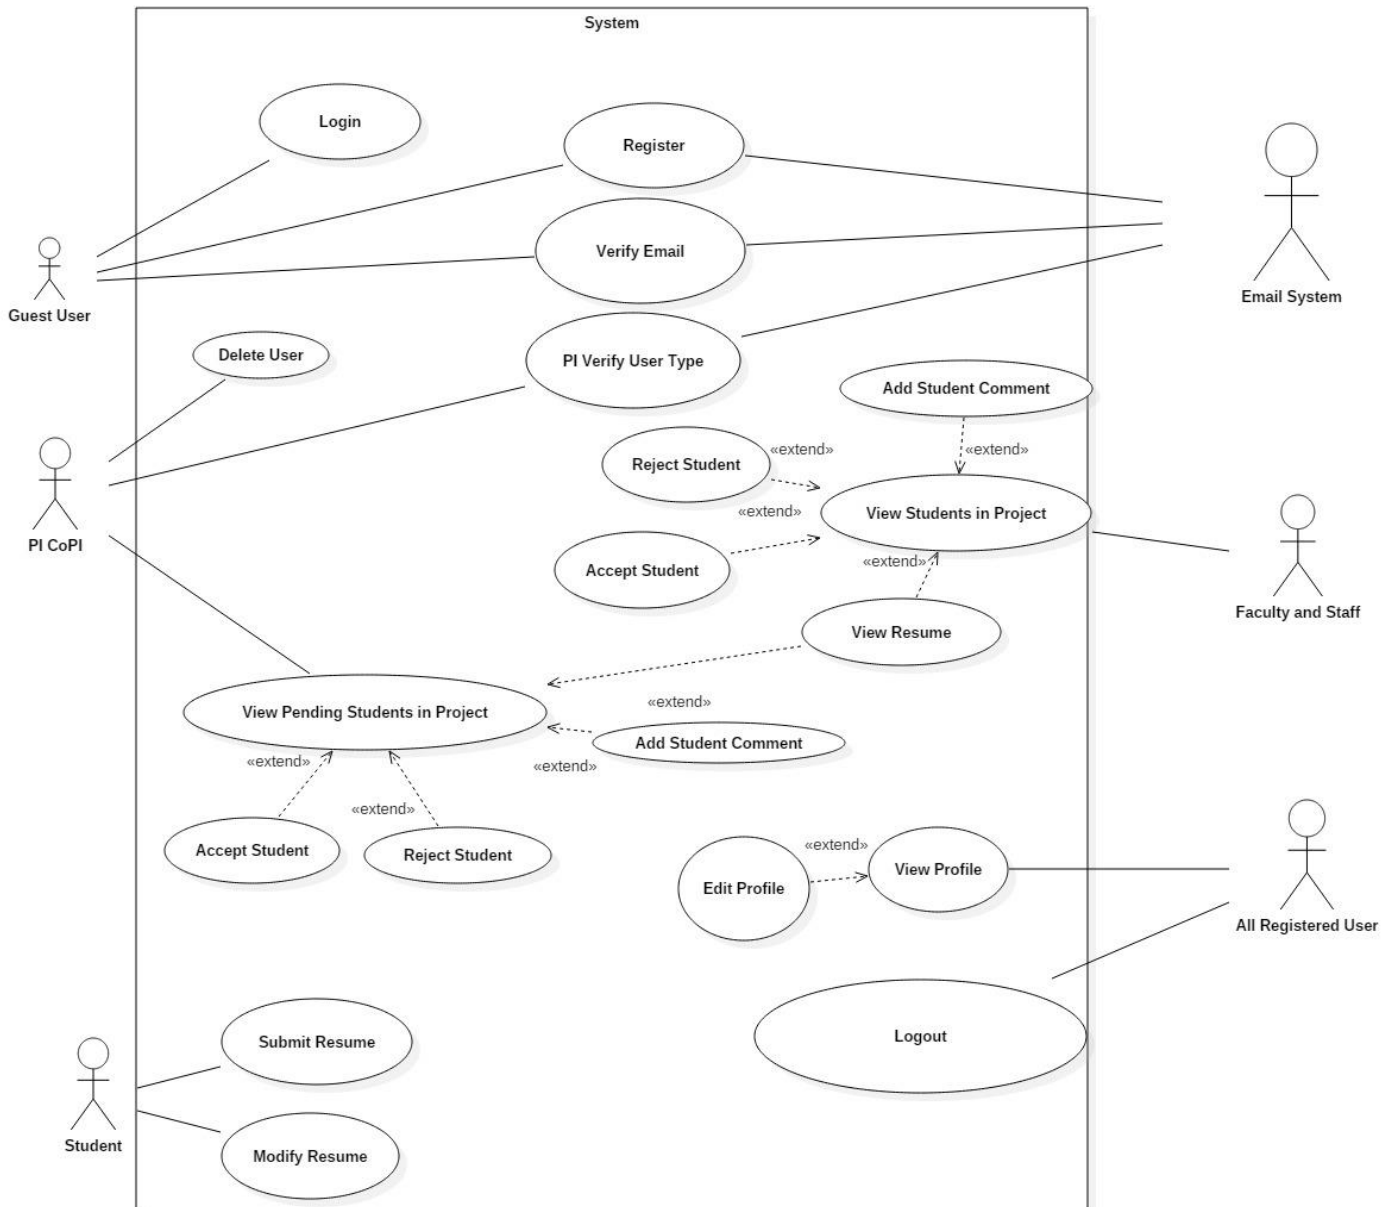 System
Login
Register
Verify Email
Guest User
Email System
Delete User
PI Verify User Type
Add Student Comment
«extend»
«extend»
Reject Student
«extend»
View Students in Project
PI CoPI
«extend»
Accept Student
Faculty and Staff
View Resume
«extend»
View Pending Students in Project
Add Student Comment
«extend»
«extend»
«extend»
Accept Student
Reject Student
«extend»
View Profile
Edit Profile
All Registered User
Logout
Submit Resume
Student
Modify Resume